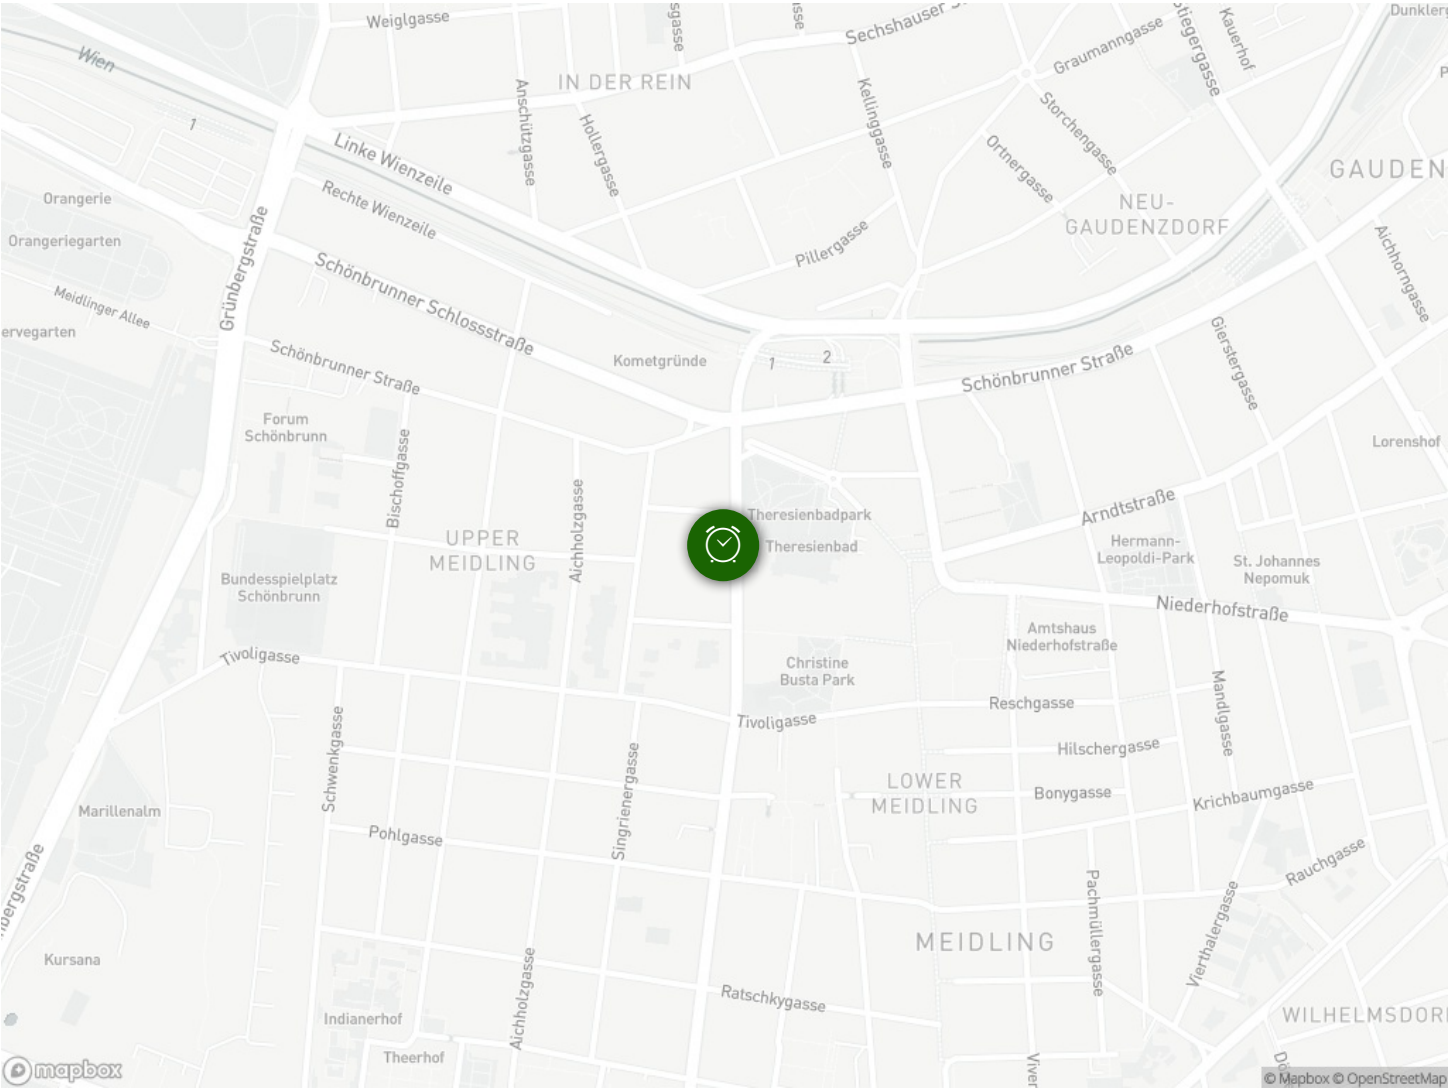 Weiglgasse
Sechshauser S
Dunklerg
Wien
IN DER REIN
Graumanngasse
Kauerhof
Anschützgasse
Hollergasse
Kellinggasse
Storchengasse
1
Linke Wienzeile
Ortnergasse
GAUDEN
Orangerie
Rechte Wienzeile
NEU-
GAUDENZDORF
Orangeriegarten
Grünbergstraße
Pillergasse
Aichhorngasse
Schönbrunner Schlossstraße
Meidlinger Allee
ervegarten
Schönbrunner Straße
Kometgründe
1
2
Schönbrunner Straße
Gierstergasse
Forum
Schönbrunn
Bischoffgasse
Lorenshof
Aichholzgasse
Theresienbadpark
Arndtstraße
UPPER
MEIDLING
Theresienbad
Hermann-
Leopoldi-Park
St. Johannes
Nepomuk
Bundesspielplatz
Schönbrunn
Niederhofstraße
Amtshaus
Niederhofstraße
Tivoligasse
Christine
Busta Park
Mandlgasse
Reschgasse
Tivoligasse
Schwenkgasse
Singrienergasse
Hilschergasse
LOWER
MEIDLING
Bonygasse
Krichbaumgasse
Marillenalm
Pohlgasse
Rauchgasse
nbergstraße
Pachmüllergasse
Vierthalergasse
MEIDLING
Kursana
Aichholzgasse
Ratschkygasse
Indianerhof
WILHELMSDORF
Theerhof
Viver
mapbox
© Mapbox © OpenStreetMap